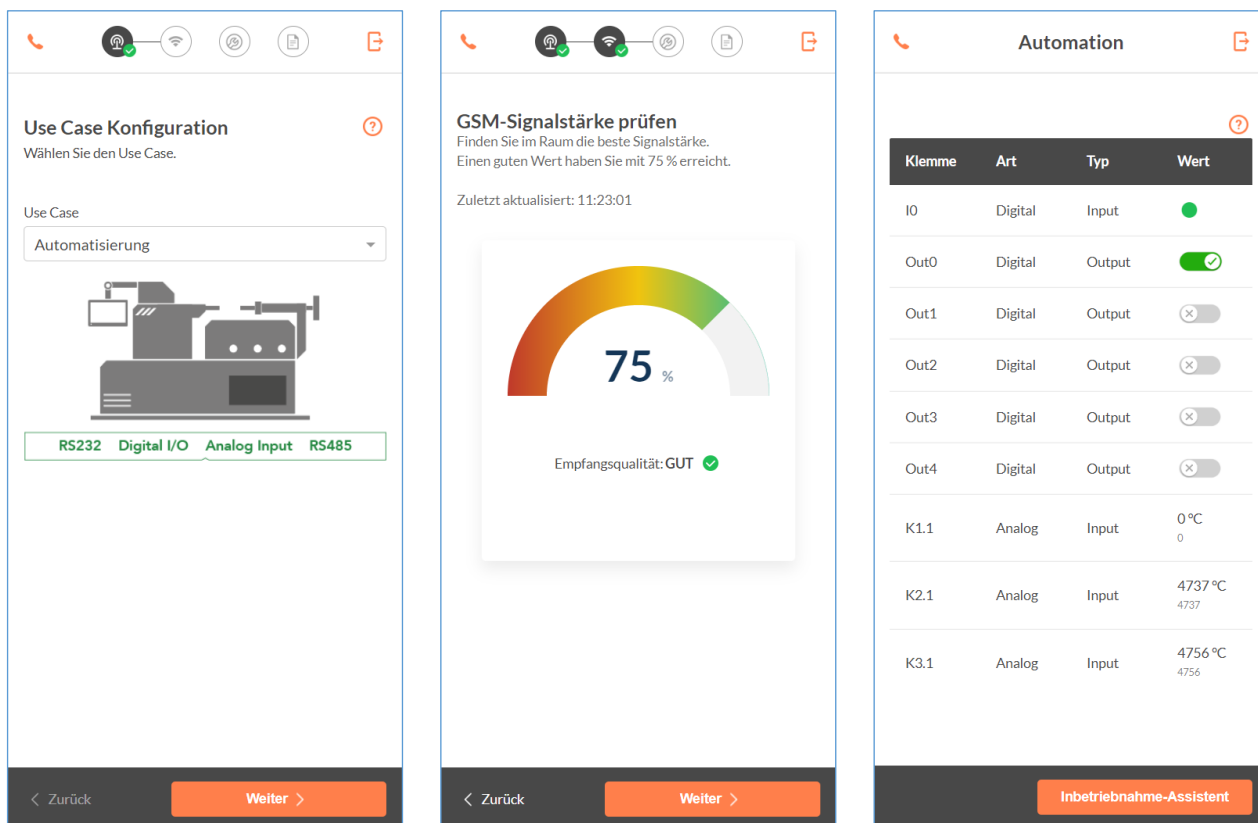 Use Case Konfiguration
Wählen Sie den Use Case.
Use Case
Automatisierung
RS232 Digital I/O Analog Input RS485
Zurück
Weiter
GSM-Signalstärke prüfen
Finden Sie im Raum die beste Signalstärke.
Einen guten Wert haben Sie mit 75 % erreicht.
Zuletzt aktualisiert: 11:23:01
75 %
Empfangsqualität: GUT
Zurück
Weiter
Automation
Klemme Art Typ Wert
I0 Digital Input
Out0 Digital Output
Out1 Digital Output
Out2 Digital Output
Out3 Digital Output
Out4 Digital Output
K1.1 Analog Input 0 °C
0
K2.1 Analog Input 4737 °C
4737
K3.1 Analog Input 4756 °C
4756
Inbetriebnahme-Assistent